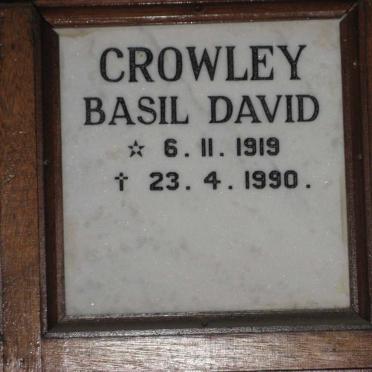 CROWLEY
BASIL DAVID
☆ 6.11.1919
† 23.4.1990.